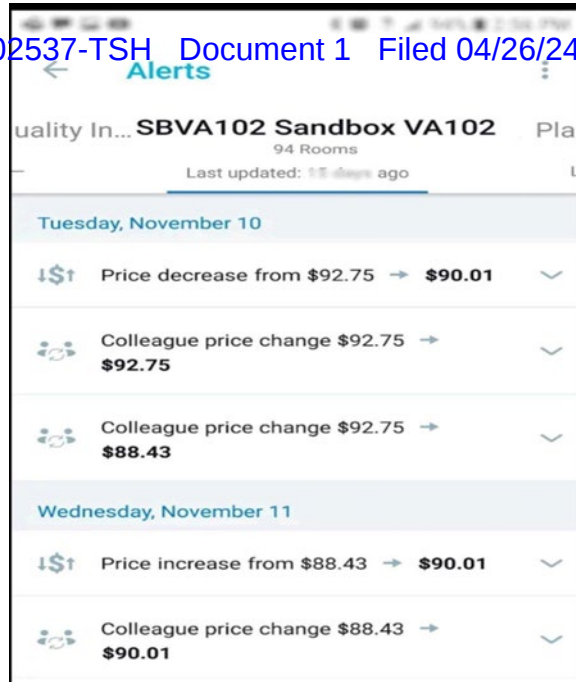 02537-TSH Document 1 Filed 04/26/24
Alerts
uality In... SBVA102 Sandbox VA102 Pla
94 Rooms
Last updated: ago
Tuesday, November 10
↓$↑ Price decrease from $92.75 → $90.01
Colleague price change $92.75 →
$92.75
Colleague price change $92.75 →
$88.43
Wednesday, November 11
↓$↑ Price increase from $88.43 → $90.01
Colleague price change $88.43 →
$90.01